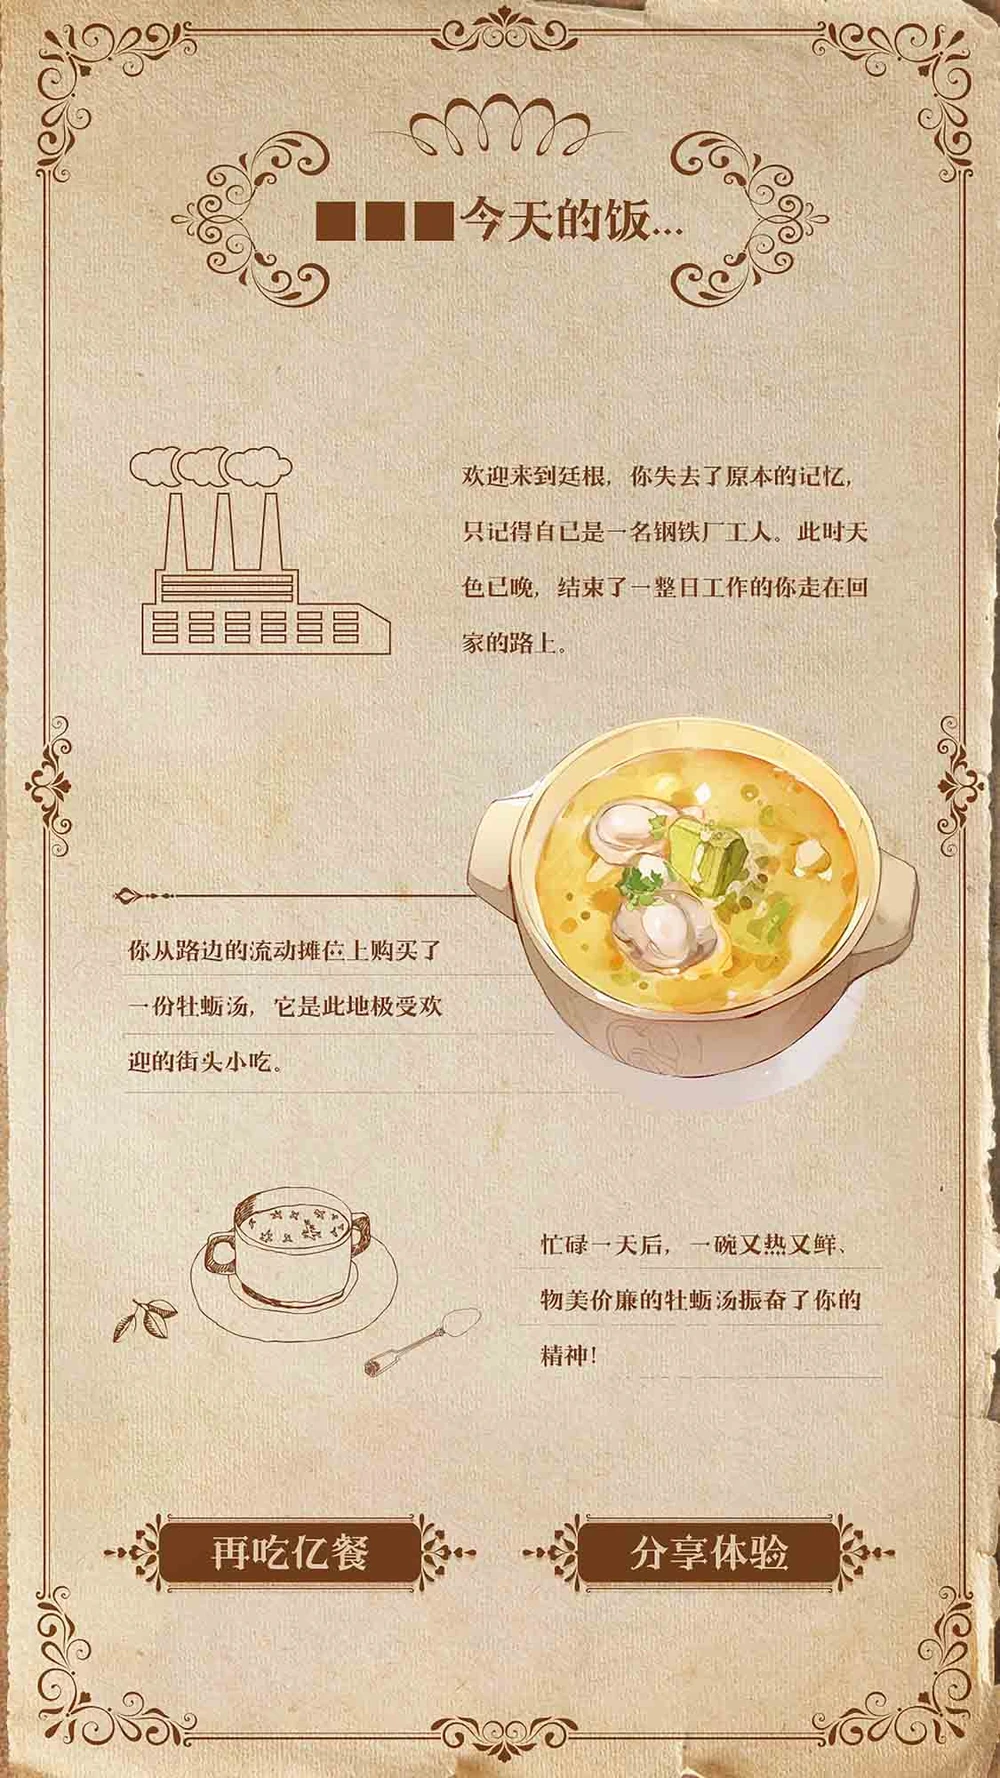 ■■■今天的饭...
欢迎来到廷根，你失去了原本的记忆，
只记得自己是一名钢铁厂工人。此时天
色已晚，结束了一整日工作的你走在回
家的路上。
你从路边的流动摊位上购买了
一份牡蛎汤，它是此地极受欢
迎的街头小吃。
忙碌一天后，一碗又热又鲜、
物美价廉的牡蛎汤振奋了你的
精神！
再吃亿餐
分享体验